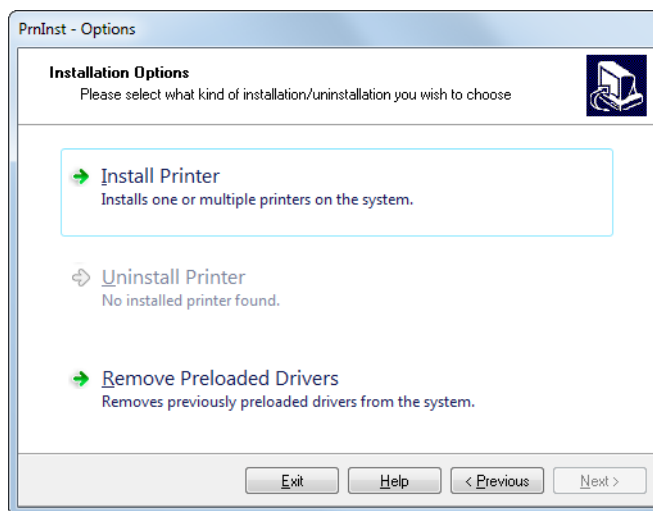 PrnInst - Options
Installation Options
Please select what kind of installation/uninstallation you wish to choose
Install Printer
Installs one or multiple printers on the system.
Uninstall Printer
No installed printer found.
Remove Preloaded Drivers
Removes previously preloaded drivers from the system.
Exit Help < Previous Next >